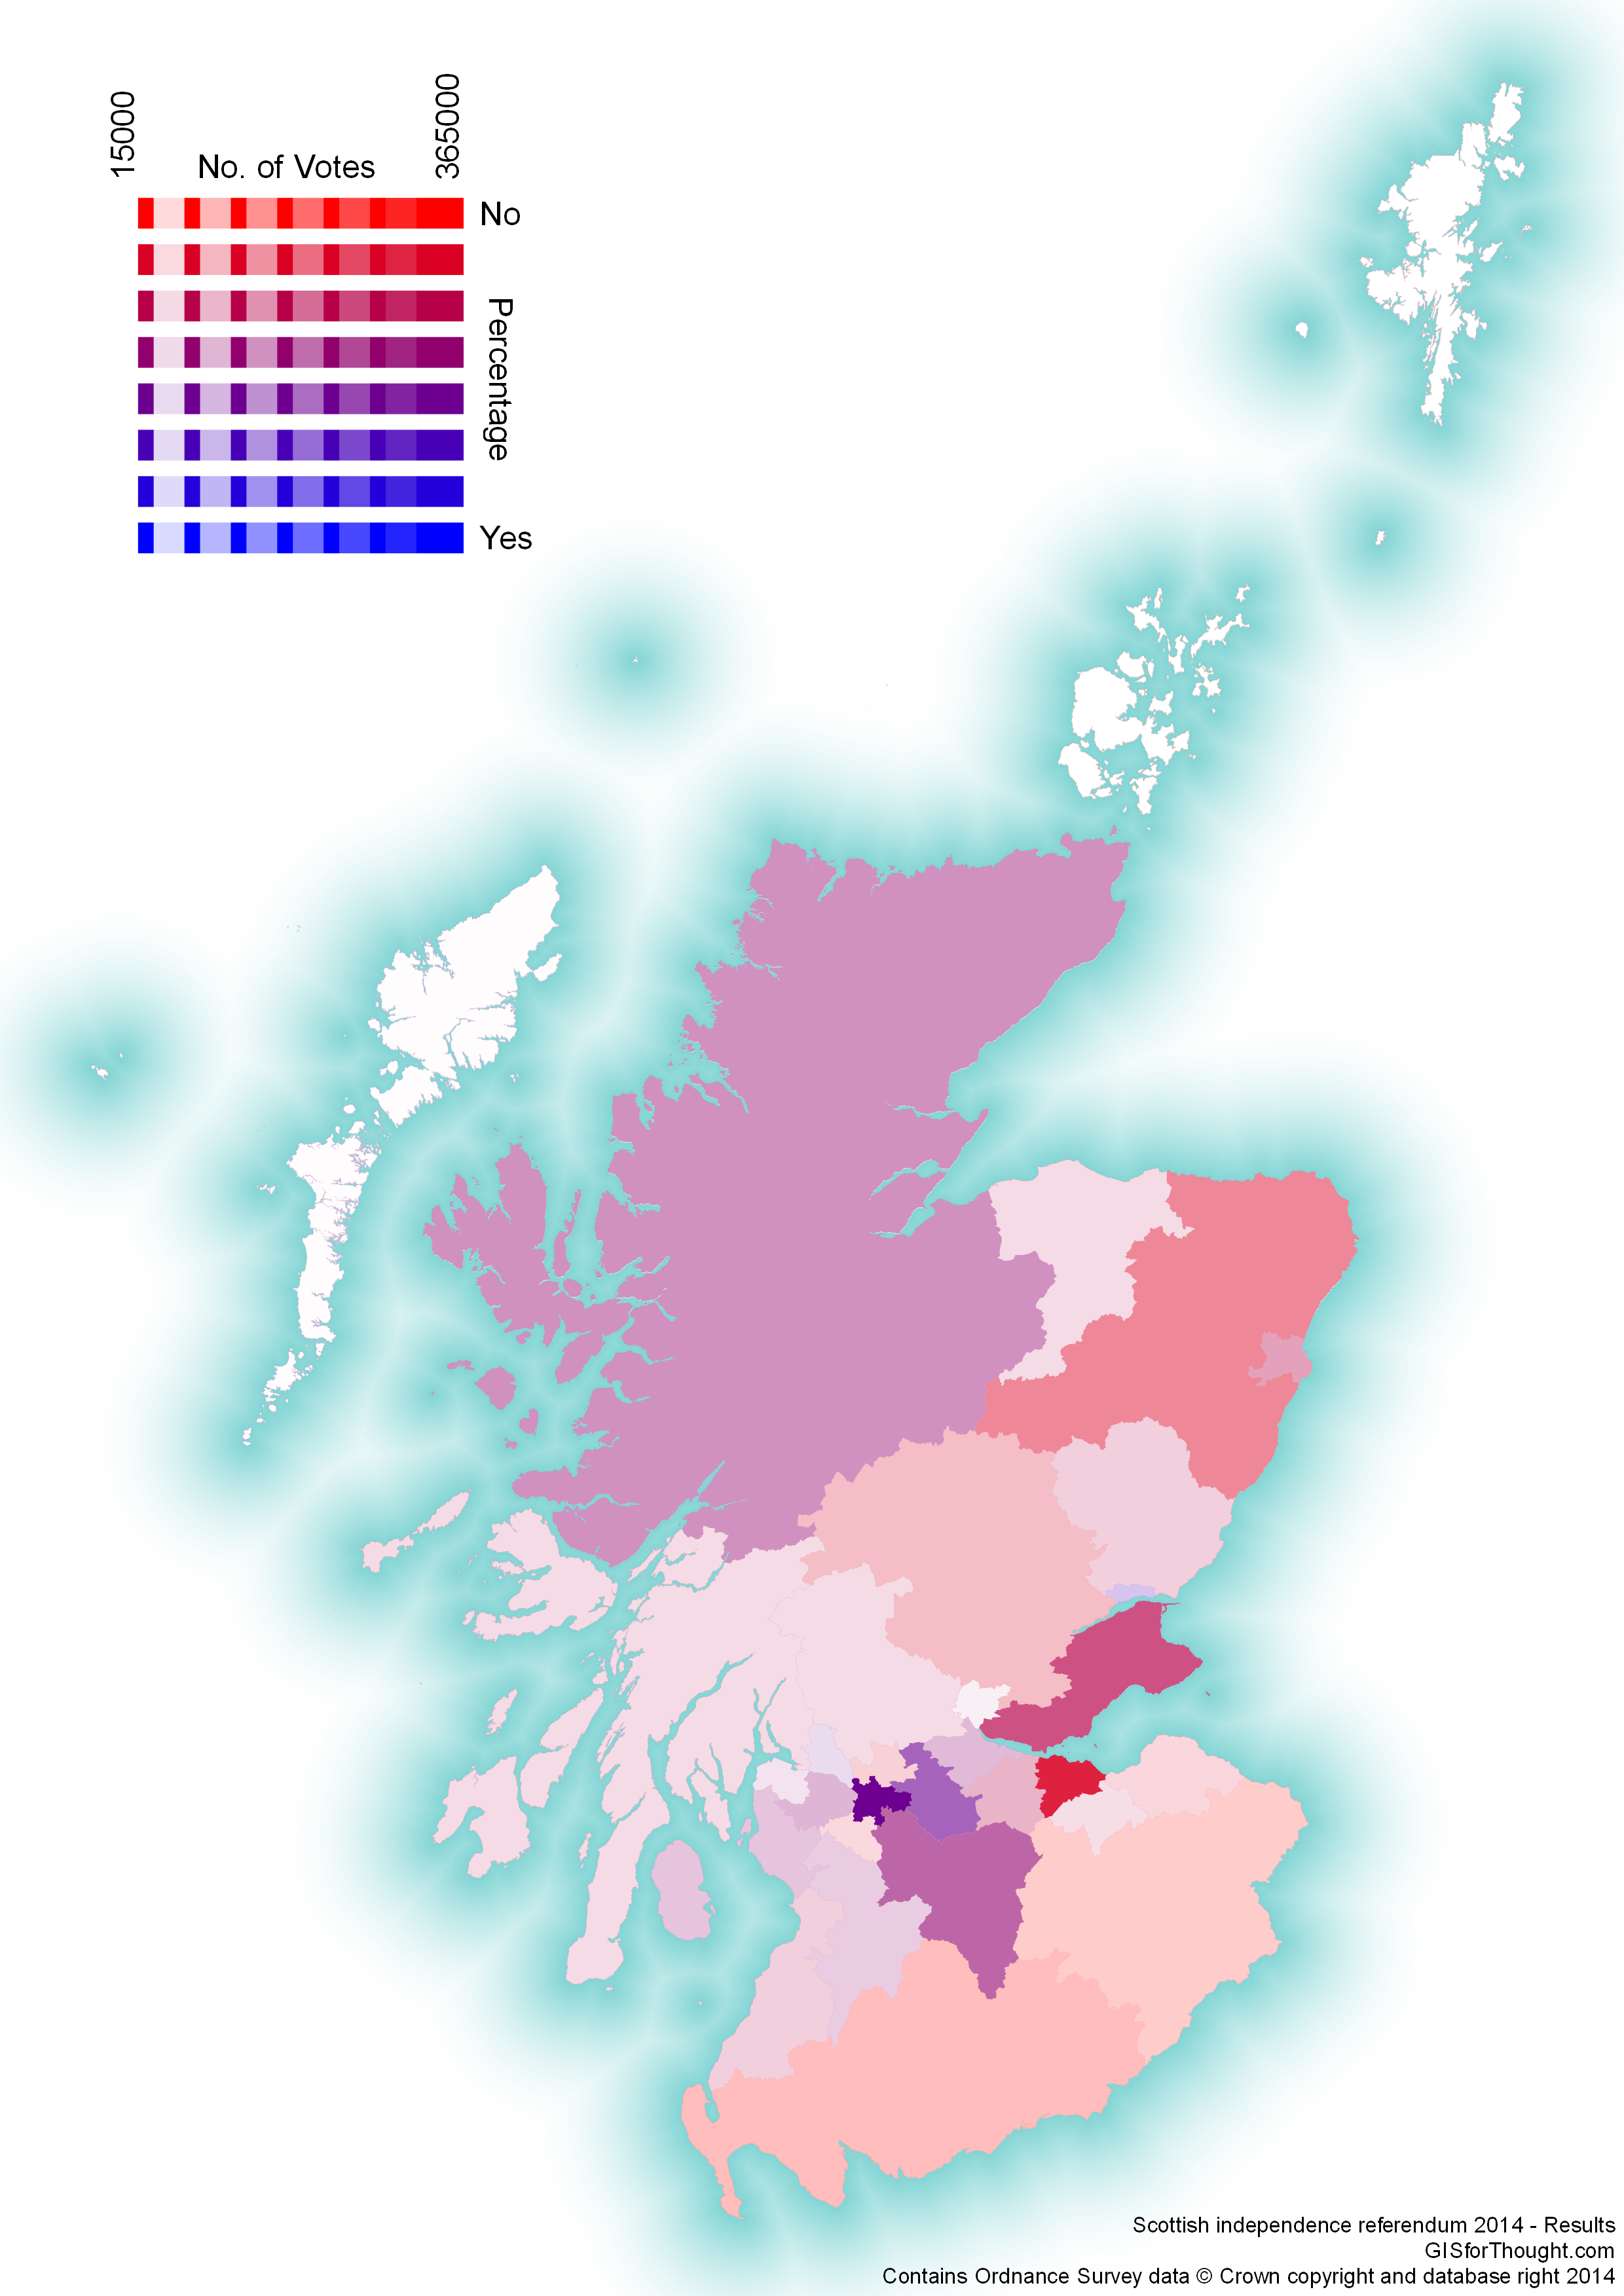 15000
365000
No. of Votes
No
Percentage
Yes
Scottish independence referendum 2014 - Results
GISforThought.com
Contains Ordnance Survey data © Crown copyright and database right 2014